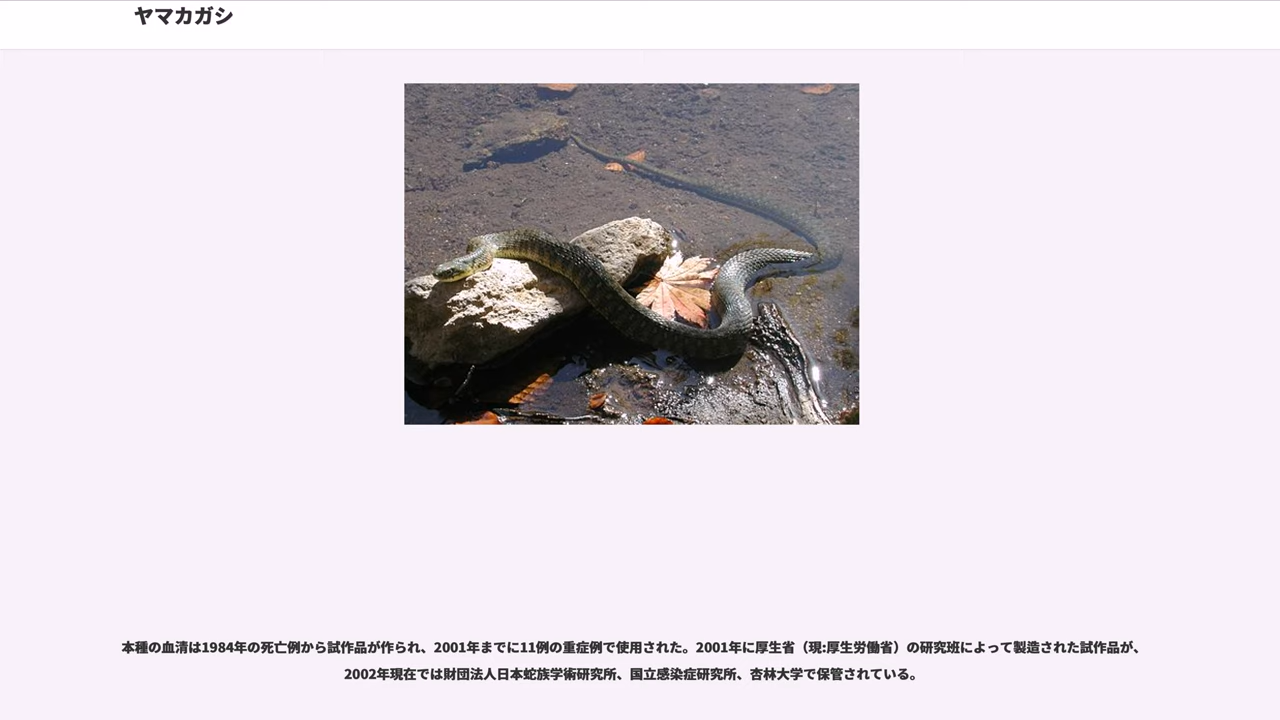 ヤマカガシ
本種の血清は1984年の死亡例から試作品が作られ、2001年までに11例の重症例で使用された。2001年に厚生省（現:厚生労働省）の研究班によって製造された試作品が、
2002年現在では財団法人日本蛇族学術研究所、国立感染症研究所、杏林大学で保管されている。